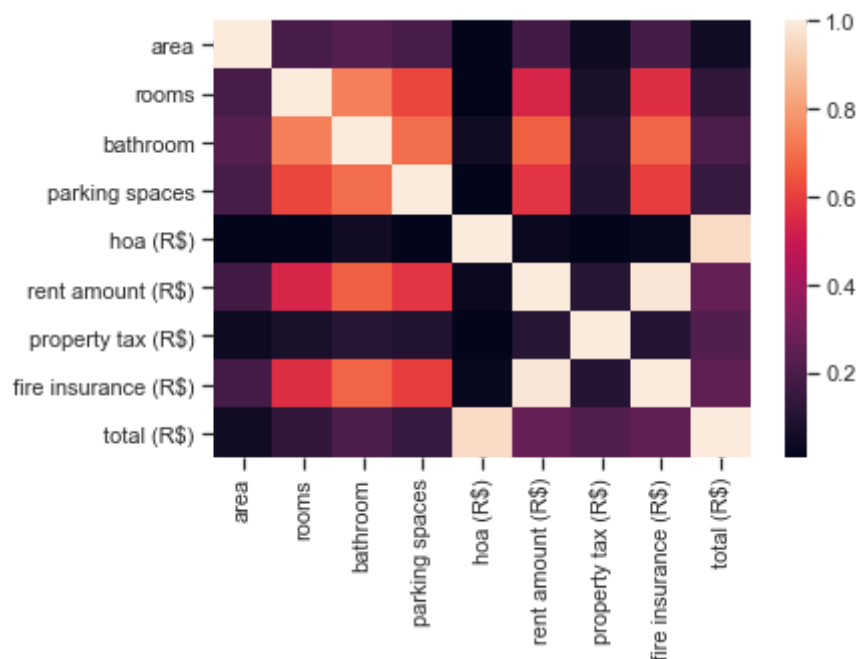 area
rooms
bathroom
parking spaces
hoa (R$)
rent amount (R$)
property tax (R$)
fire insurance (R$)
total (R$)
area
rooms
bathroom
parking spaces
hoa (R$)
rent amount (R$)
property tax (R$)
fire insurance (R$)
total (R$)
1.0
0.8
0.6
0.4
0.2